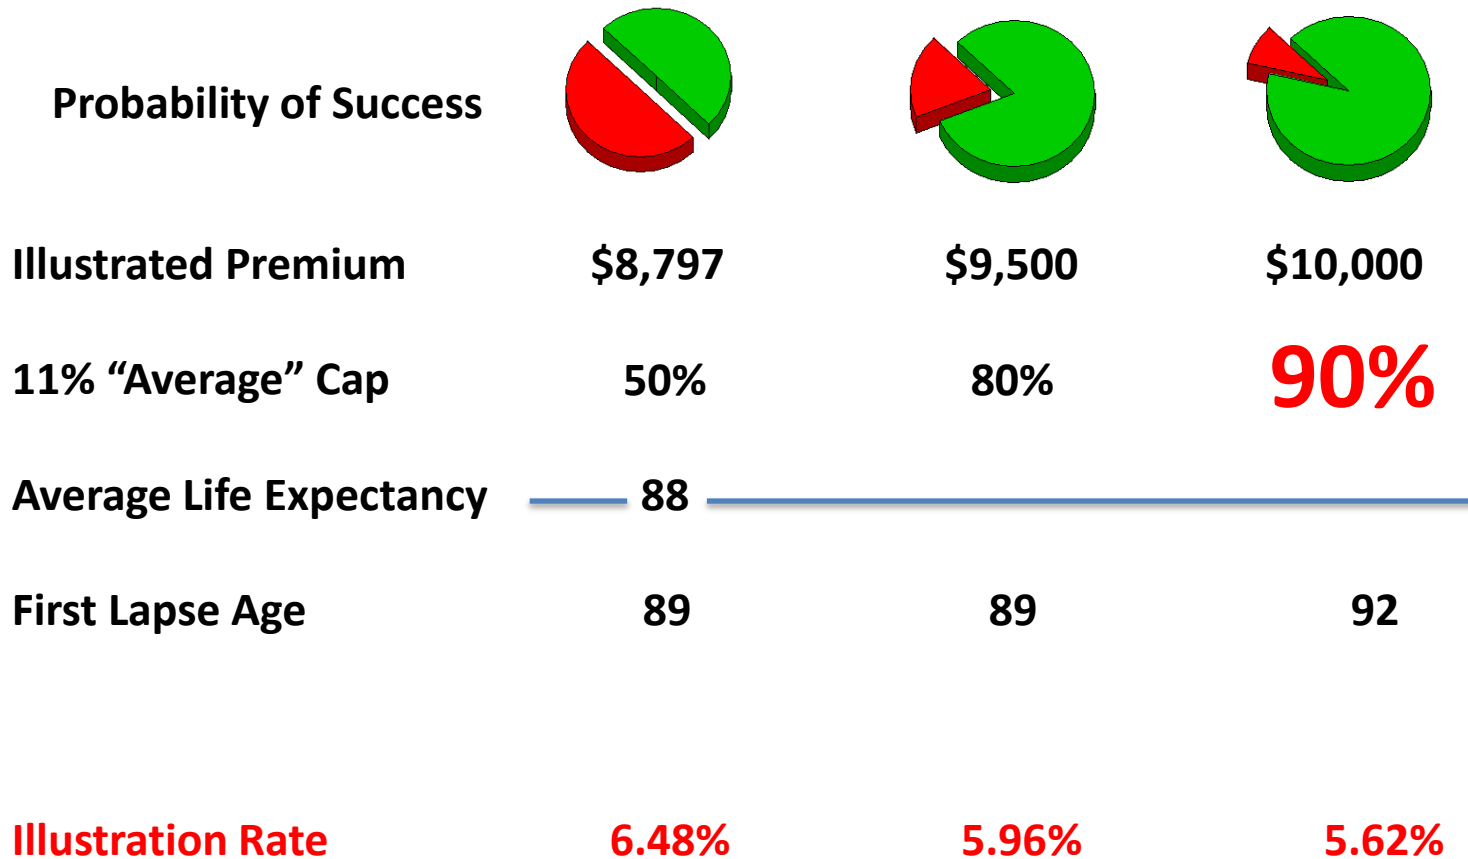 Probability of Success
Illustrated Premium $8,797 $9,500 $10,000
11% “Average” Cap 50% 80% 90%
Average Life Expectancy 88
First Lapse Age 89 89 92
Illustration Rate 6.48% 5.96% 5.62%